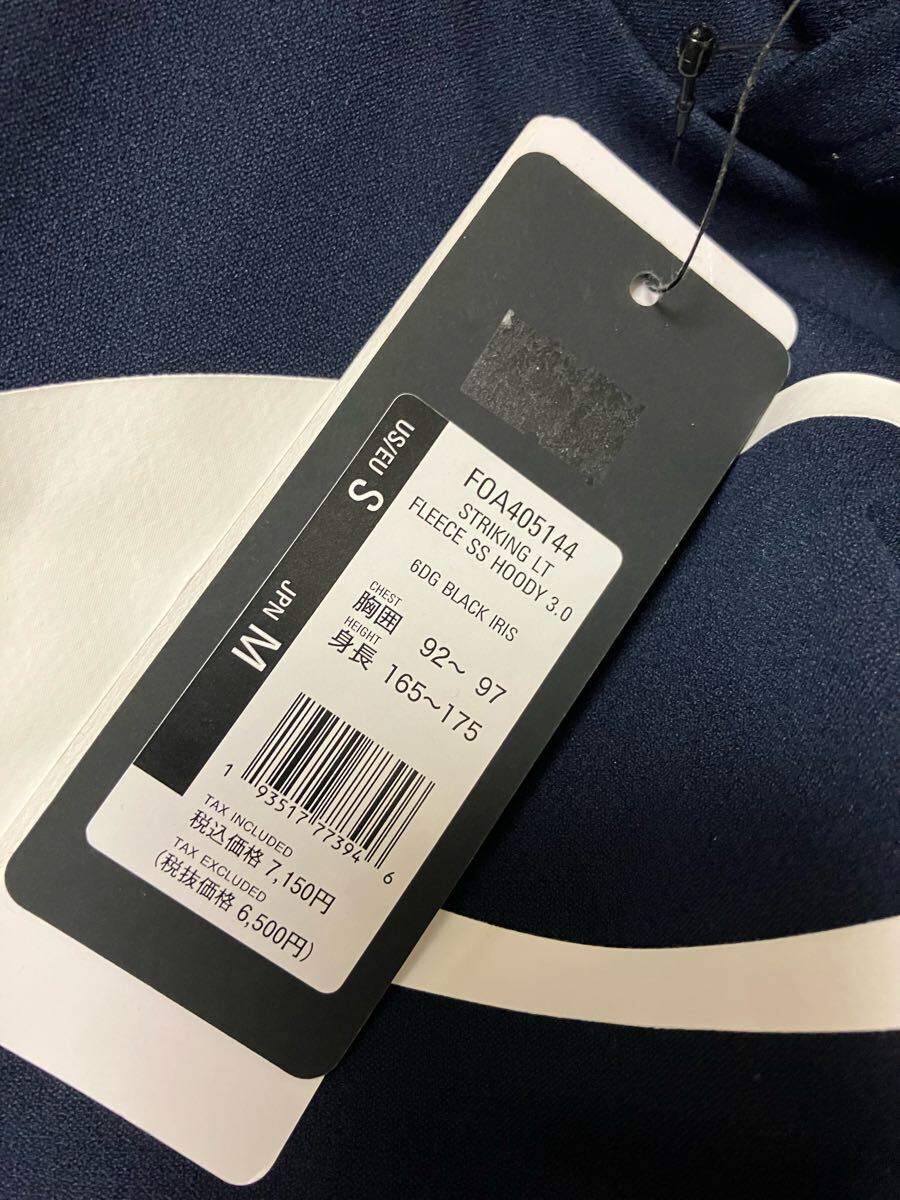 US/EU S
JPN M
FOA405144
STRIKING LT
FLEECE SS HOODY 3.0
6DG BLACK IRIS
CHEST
胸囲 92~ 97
HEIGHT
身長 165~175
1 93517 77394 6
TAX INCLUDED
税込価格 7,150円
TAX EXCLUDED
(税抜価格 6,500円)